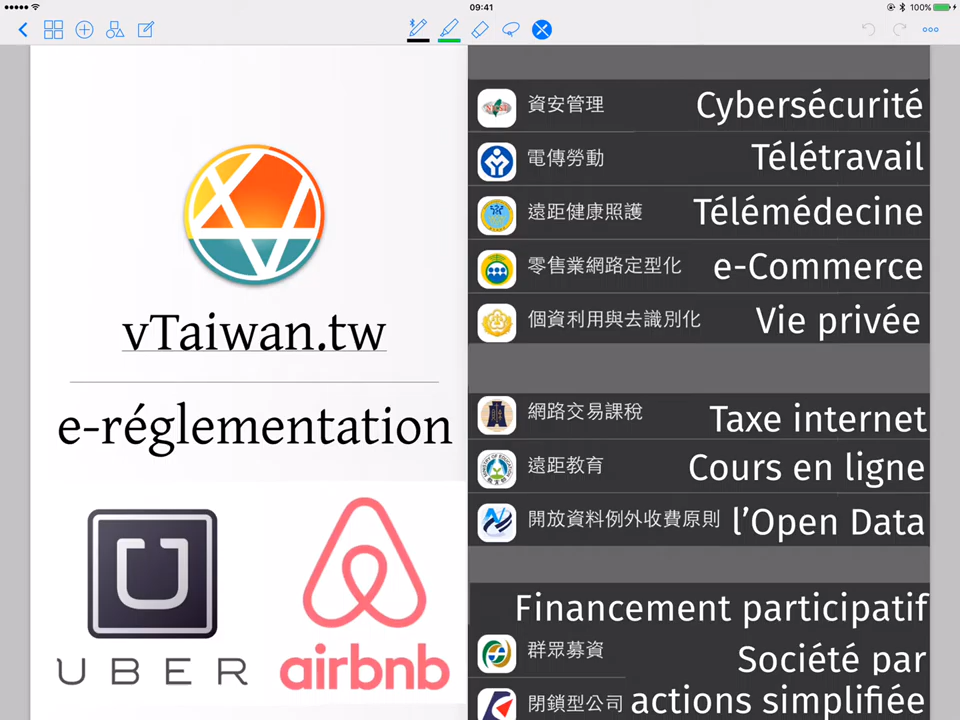 09:41
100%
vTaiwan.tw
e-réglementation
UBER
airbnb
資安管理 Cybersécurité
電傳勞動 Télétravail
遠距健康照護 Télémédecine
零售業網路定型化 e-Commerce
個資利用與去識別化 Vie privée
網路交易課稅 Taxe internet
遠距教育 Cours en ligne
開放資料例外收費原則 l’Open Data
Financement participatif
群眾募資 Société par
閉鎖型公司 actions simplifiée